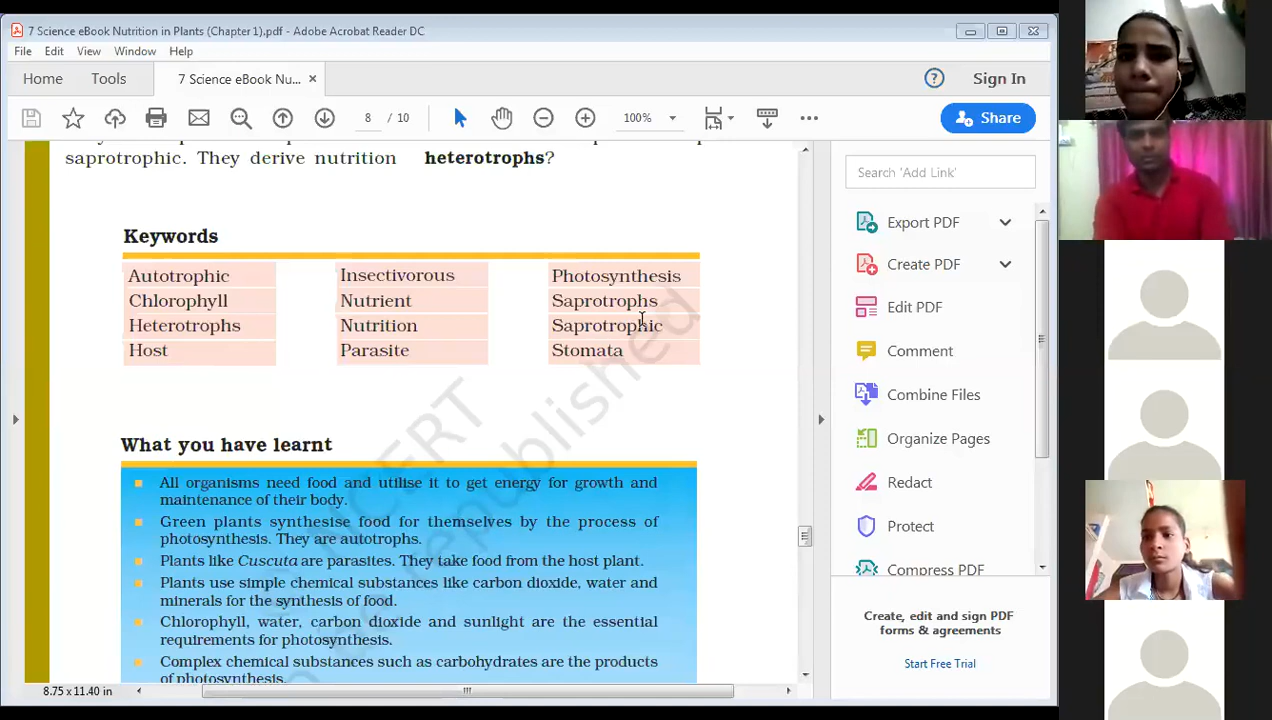 7 Science eBook Nutrition in Plants (Chapter 1).pdf - Adobe Acrobat Reader DC
File Edit View Window Help
Home Tools 7 Science eBook Nu... × ? Sign In
8 / 10 100% Share
saprotrophic. They derive nutrition heterotrophs?
Keywords
Autotrophic Insectivorous Photosynthesis
Chlorophyll Nutrient Saprotrophs
Heterotrophs Nutrition Saprotrophic
Host Parasite Stomata
What you have learnt
All organisms need food and utilise it to get energy for growth and
maintenance of their body.
Green plants synthesise food for themselves by the process of
photosynthesis. They are autotrophs.
Plants like Cuscuta are parasites. They take food from the host plant.
Plants use simple chemical substances like carbon dioxide, water and
minerals for the synthesis of food.
Chlorophyll, water, carbon dioxide and sunlight are the essential
requirements for photosynthesis.
Complex chemical substances such as carbohydrates are the products
of photosynthesis.
8.75 x 11.40 in
Search 'Add Link'
Export PDF
Create PDF
Edit PDF
Comment
Combine Files
Organize Pages
Redact
Protect
Compress PDF
Create, edit and sign PDF
forms & agreements
Start Free Trial
NCERT
republished